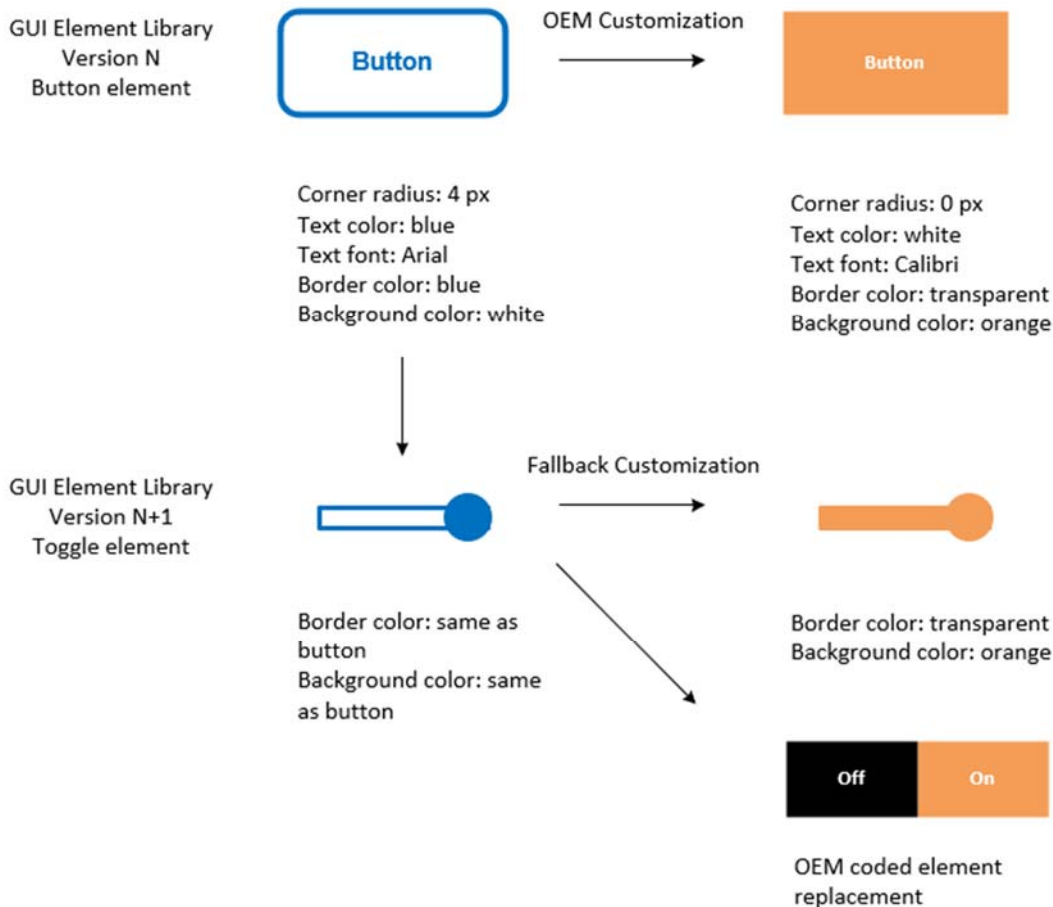 GUI Element Library
Version N
Button element
Button
OEM Customization
Button
Corner radius: 4 px
Text color: blue
Text font: Arial
Border color: blue
Background color: white
Corner radius: 0 px
Text color: white
Text font: Calibri
Border color: transparent
Background color: orange
GUI Element Library
Version N+1
Toggle element
Fallback Customization
Border color: same as
button
Background color: same
as button
Border color: transparent
Background color: orange
Off
On
OEM coded element
replacement